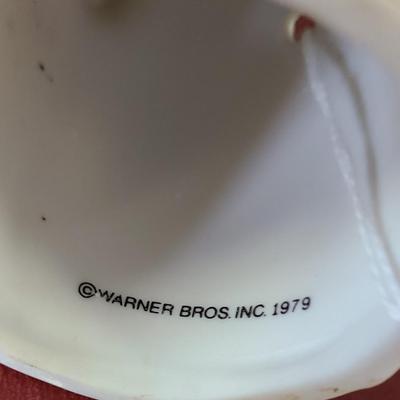 ©WARNER BROS. INC. 1979